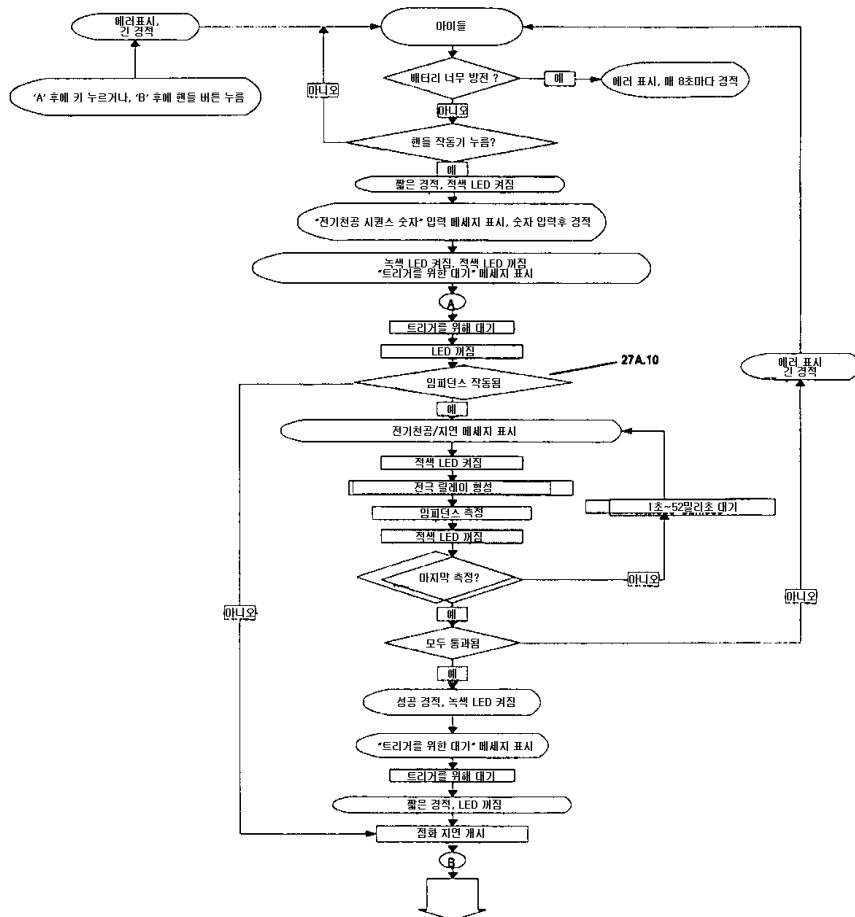 에러표시,
긴 경적
아이들
배터리 너무 방전 ?
예
에러 표시, 매 8초마다 경적
'A' 후에 키 누르거나, 'B' 후에 핸들 버튼 누름
아니오
아니오
핸들 작동기 누름?
예
짧은 경적, 적색 LED 켜짐
"전기천공 시퀀스 숫자" 입력 메세지 표시, 숫자 입력후 경적
녹색 LED 켜짐, 적색 LED 꺼짐
"트리거를 위한 대기" 메세지 표시
A
트리거를 위해 대기
LED 꺼짐
27A.10
에러 표시
긴 경적
임피던스 작동됨
예
전기천공/지연 메세지 표시
적색 LED 켜짐
전극 릴레이 형성
1초~52밀리초 대기
임피던스 측정
적색 LED 꺼짐
마지막 측정?
아니오
아니오
아니오
예
모두 통과됨
예
성공 경적, 녹색 LED 켜짐
"트리거를 위한 대기" 메세지 표시
트리거를 위해 대기
짧은 경적, LED 꺼짐
점화 지연 개시
B